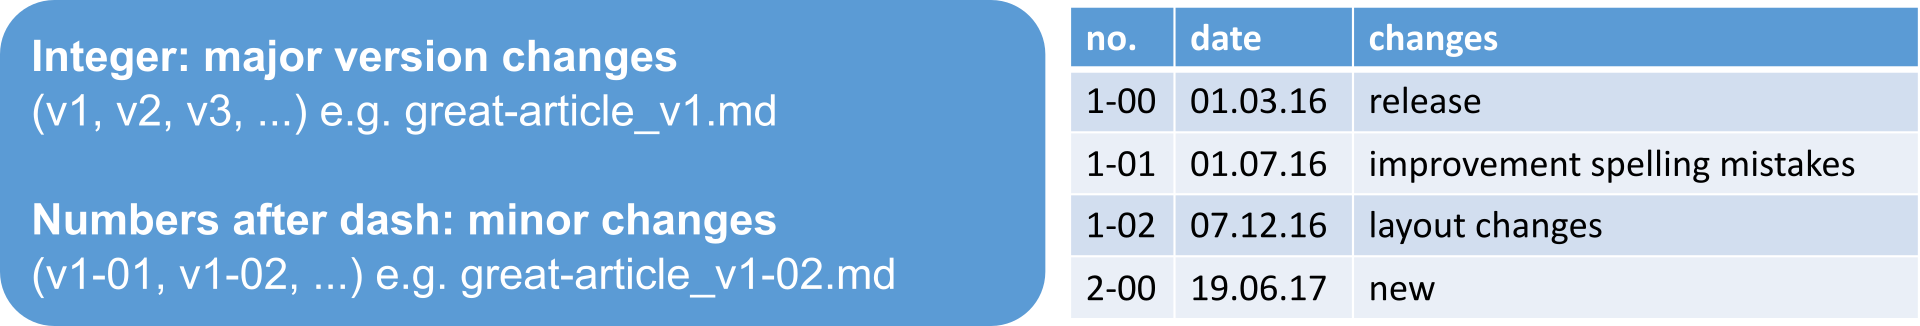 Integer: major version changes
(v1, v2, v3, ...) e.g. great-article_v1.md
Numbers after dash: minor changes
(v1-01, v1-02, ...) e.g. great-article_v1-02.md
no. date changes
1-00 01.03.16 release
1-01 01.07.16 improvement spelling mistakes
1-02 07.12.16 layout changes
2-00 19.06.17 new